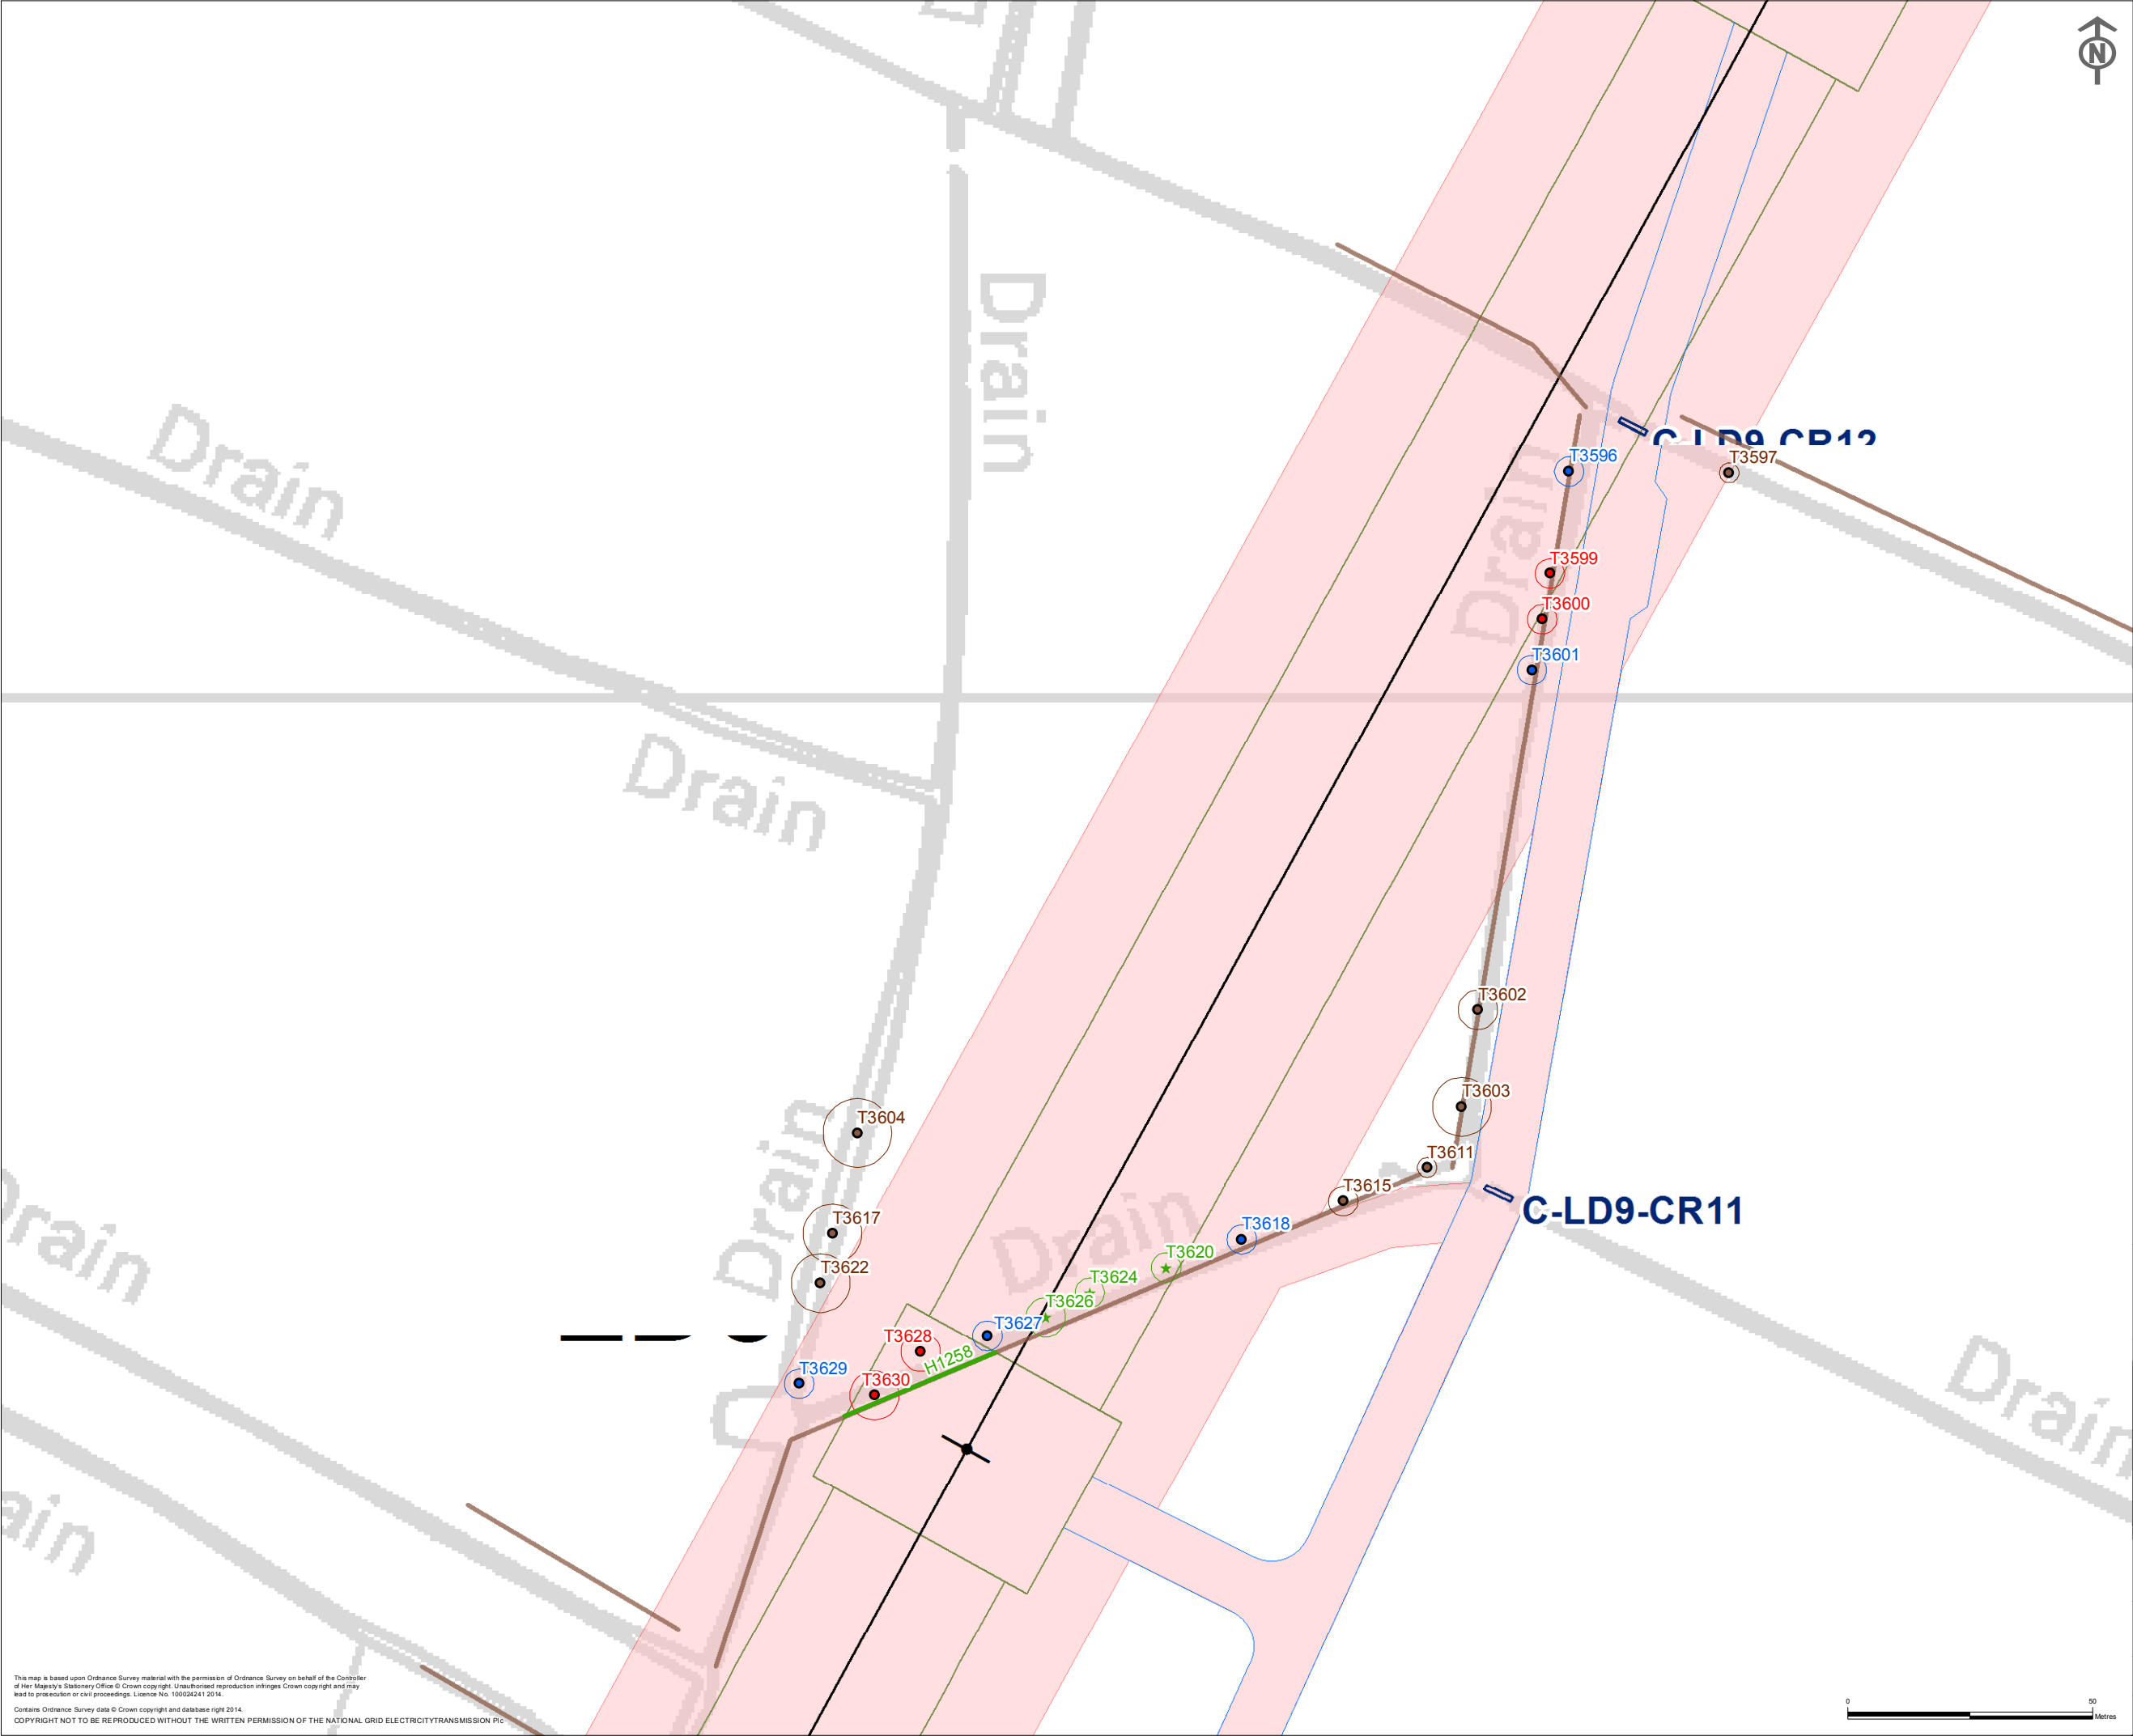 N
Drain
Drain
C-LD9-CR12
T3596
T3597
Drain
T3599
T3600
T3601
Drain
T3602
T3603
T3604
Drain
T3611
T3615
C-LD9-CR11
Drain
T3617
T3618
T3620
T3622
T3624
T3626
T3627
T3628
H1258
T3629
T3630
Drain
Drain
This map is based upon Ordnance Survey material with the permission of Ordnance Survey on behalf of the Controller
of Her Majesty's Stationery Office © Crown copyright. Unauthorised reproduction infringes Crown copyright and may
lead to prosecution or civil proceedings. Licence No. 100024241 2014.
Contains Ordnance Survey data © Crown copyright and database right 2014.
COPYRIGHT NOT TO BE REPRODUCED WITHOUT THE WRITTEN PERMISSION OF THE NATIONAL GRID ELECTRICITYTRANSMISSION Plc
0 50
Metres